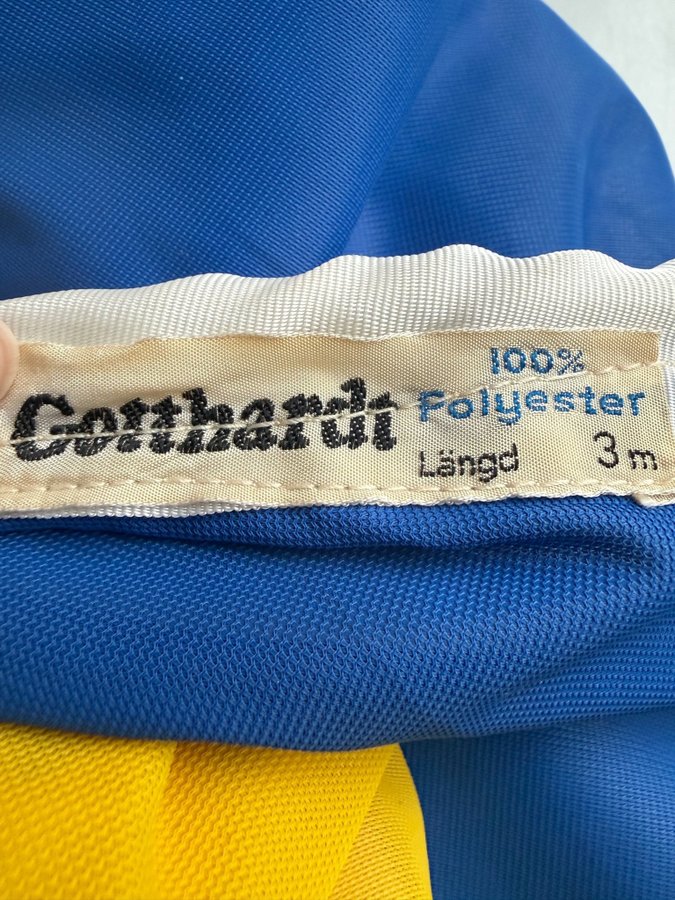 Gotthardt
100%
Polyester
Längd 3 m